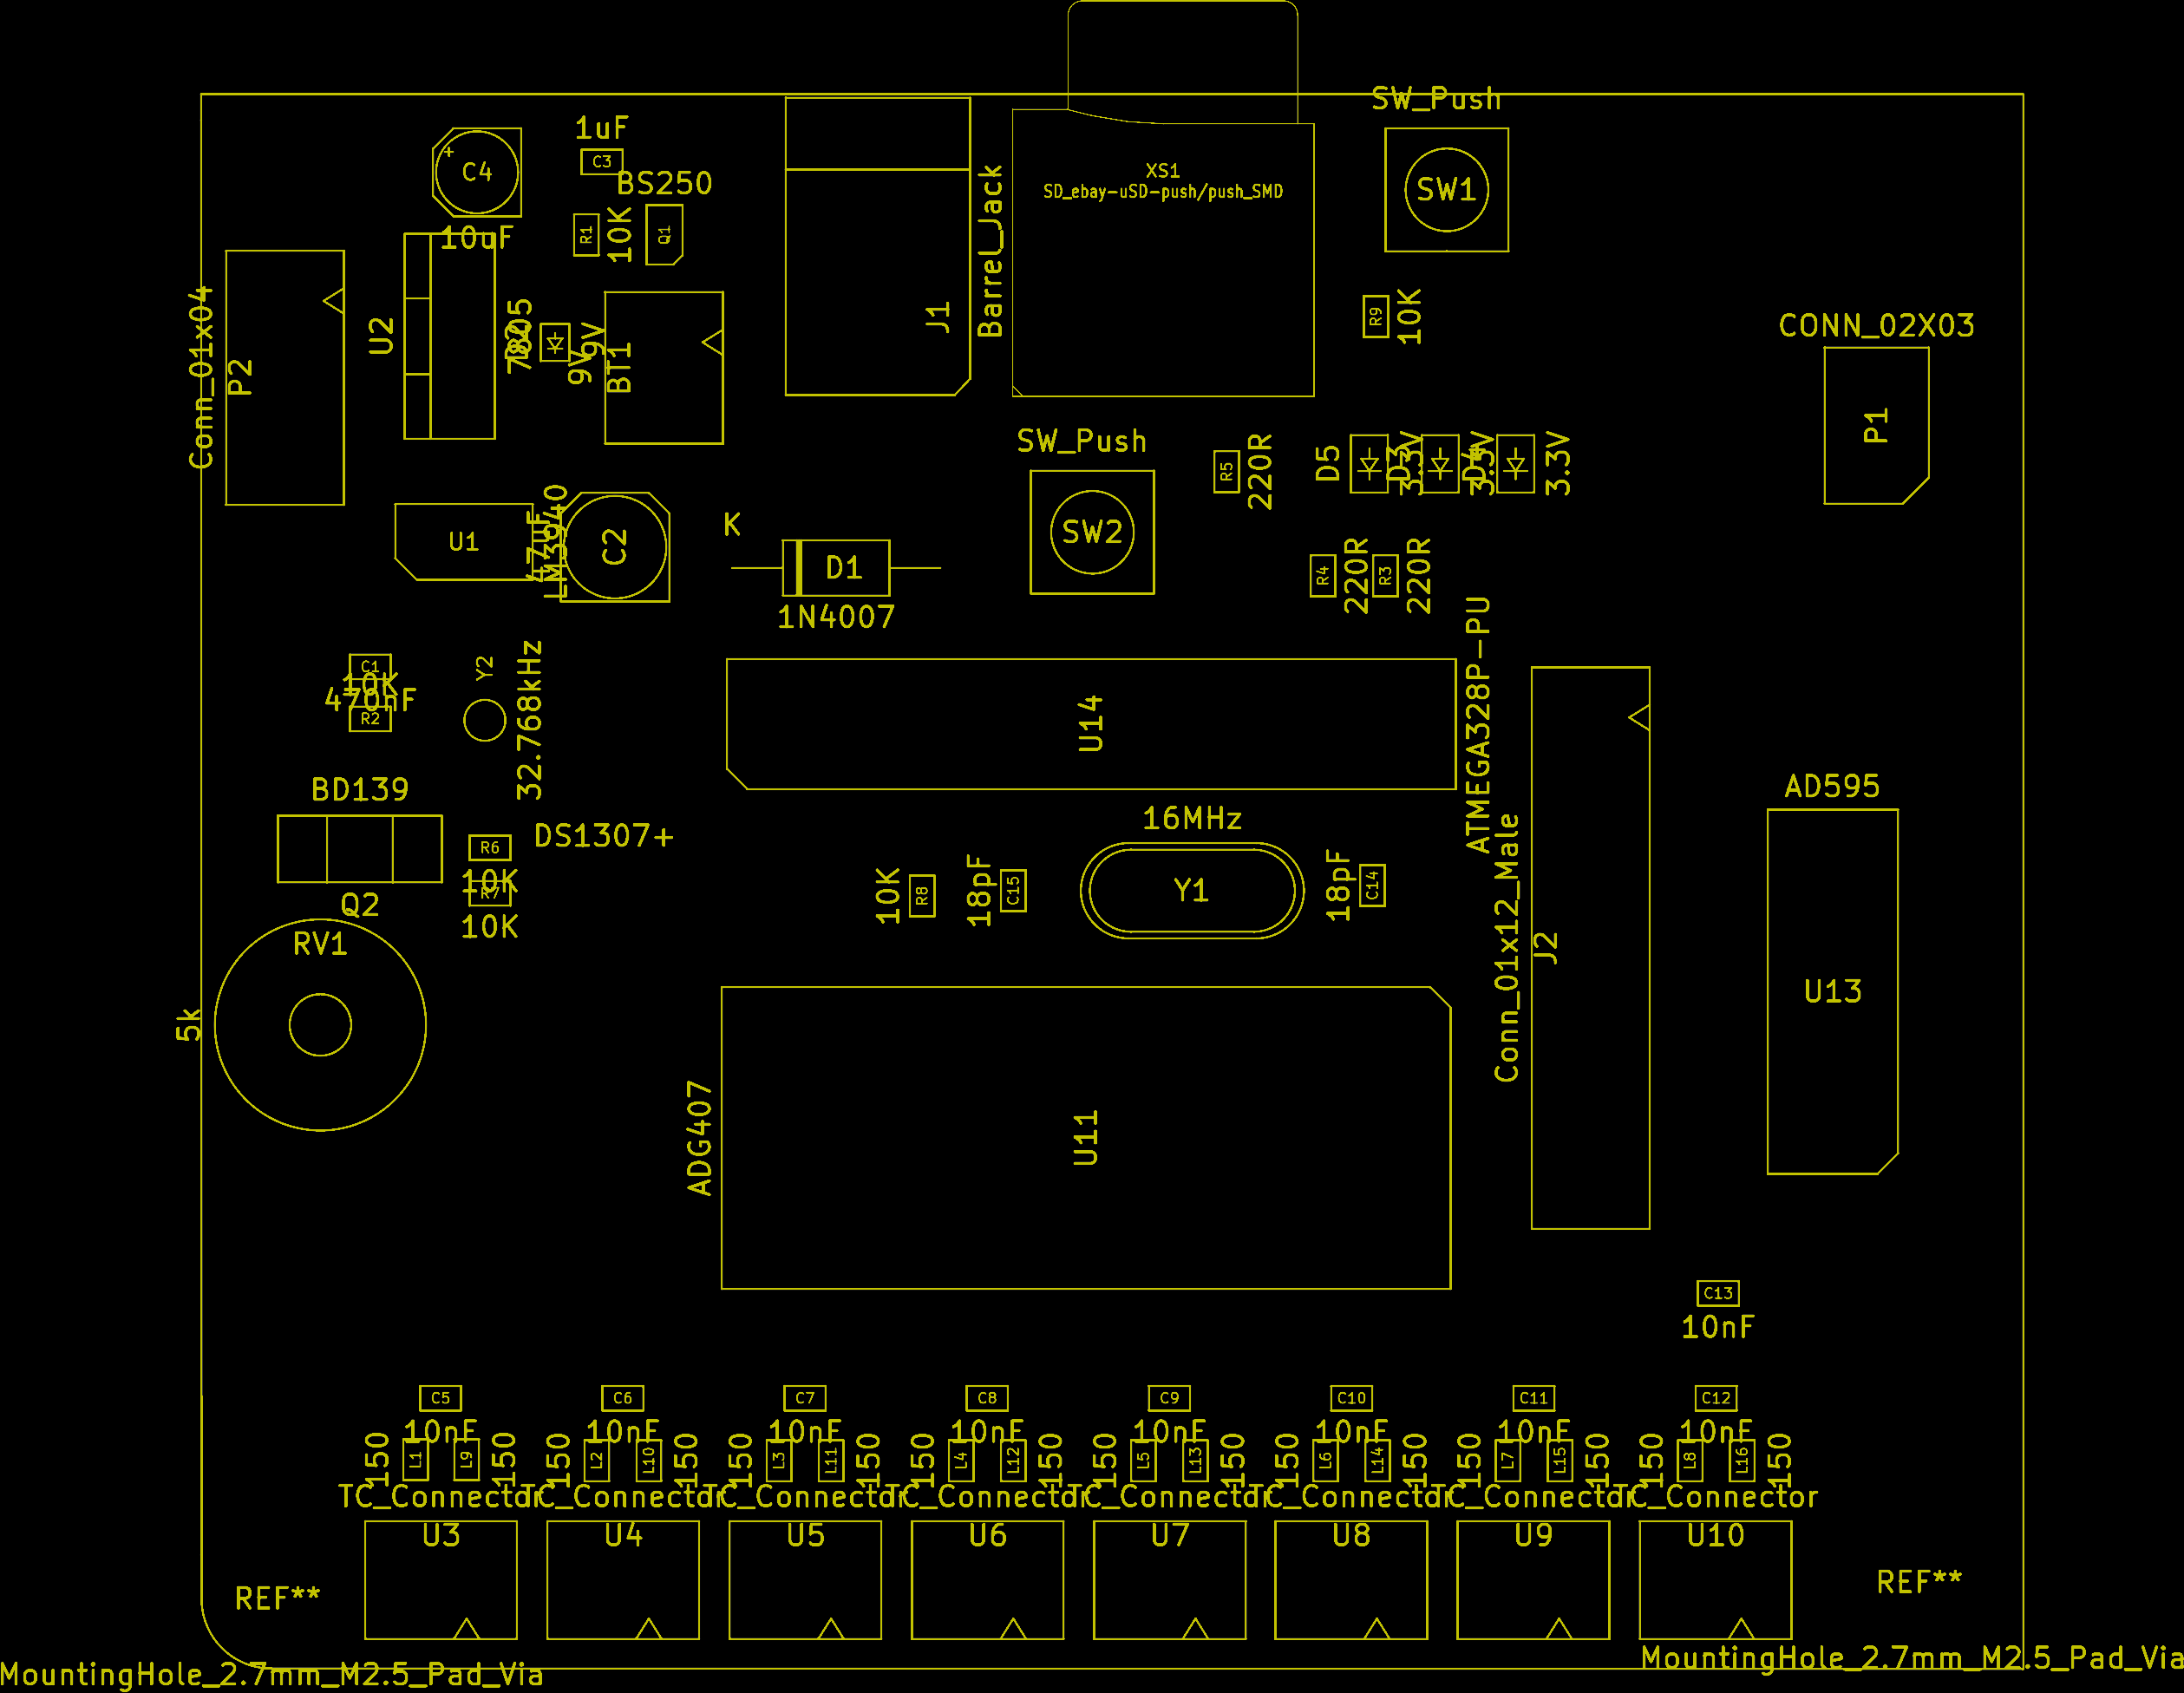 SW_Push
1uF
C4
+
C3
XS1
SD_ebay-uSD-push/push_SMD
SW1
BS250
10uF
R1
10K
Q1
Barrel_Jack
J1
Conn_01x04
P2
U2
7805
9V
9V
BT1
R9
10K
CONN_02X03
P1
SW_Push
SW2
R5
220R
D5
3.3V
D3
3.3V
D4
3.3V
U1
47uF
LM3940
C2
K
D1
1N4007
R4
220R
R3
220R
C1
10K
470nF
R2
Y2
32.768kHz
U14
ATMEGA328P-PU
BD139
Q2
R6
10K
R7
10K
DS1307+
16MHz
Y1
10K
R8
18pF
C15
18pF
C14
Conn_01x12_Male
J2
AD595
U13
RV1
5k
ADG407
U11
C13
10nF
C5
C6
C7
C8
C9
C10
C11
C12
10nF
10nF
10nF
10nF
10nF
10nF
10nF
10nF
150
L1
L9
150
150
L2
L10
150
150
L3
L11
150
150
L4
L12
150
150
L5
L13
150
150
L6
L14
150
150
L7
L15
150
150
L8
L16
150
TC_Connector
TC_Connector
TC_Connector
TC_Connector
TC_Connector
TC_Connector
TC_Connector
TC_Connector
U3
U4
U5
U6
U7
U8
U9
U10
REF**
REF**
MountingHole_2.7mm_M2.5_Pad_Via
MountingHole_2.7mm_M2.5_Pad_Via